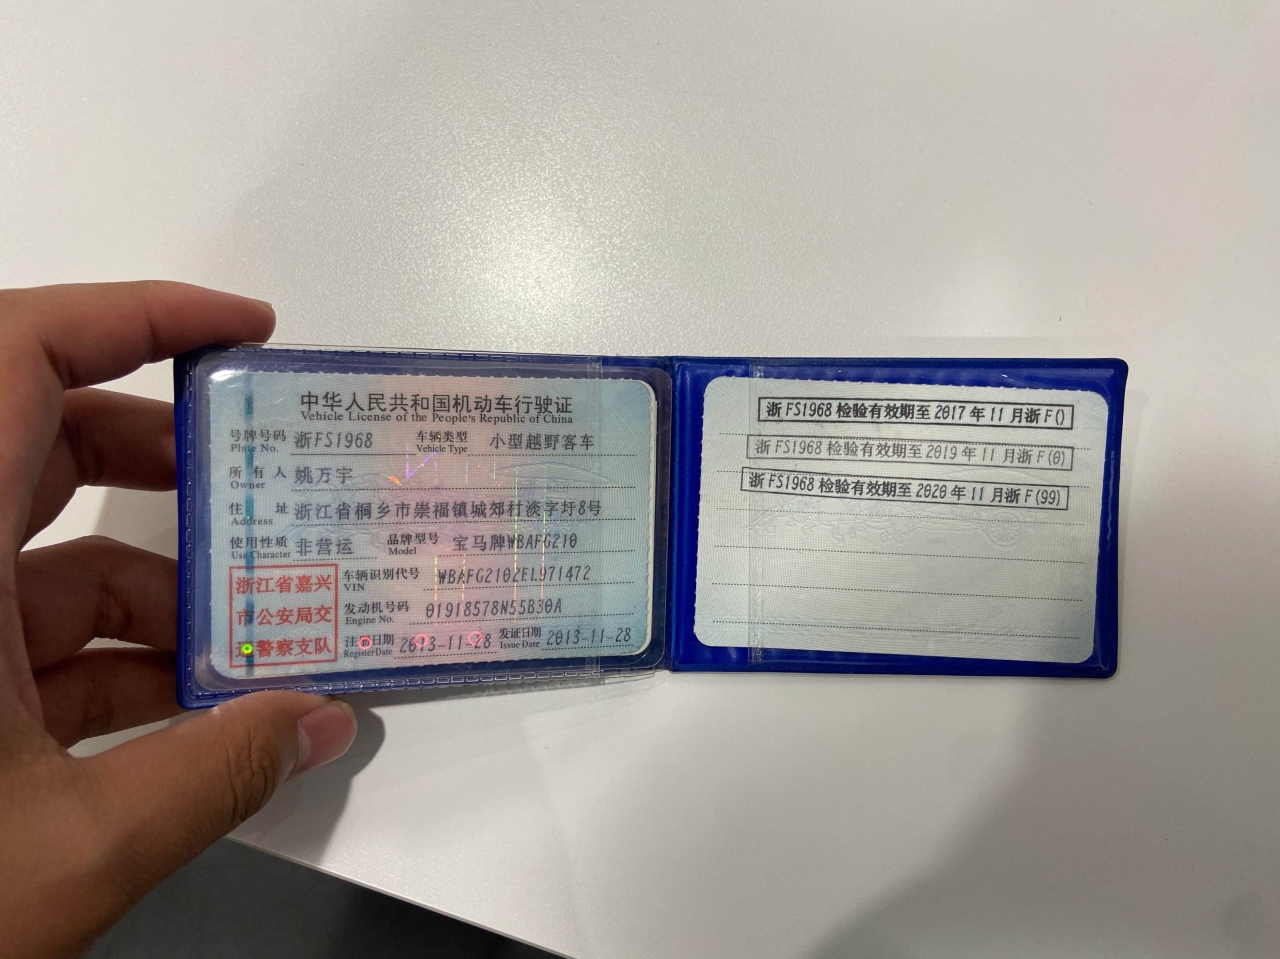 中华人民共和国机动车行驶证
Vehicle License of the People's Republic of China
号牌号码 浙FS1968 车辆类型 小型越野客车
Plate No. Vehicle Type
所有人 姚万宇
Owner
住址 浙江省桐乡市崇福镇城郊村淡字圩8号
Address
使用性质 非营运 品牌型号 宝马牌WBAFG210
Use Character Model
浙江省嘉兴
市公安局交
警察支队
车辆识别代号 WBAFG2102EL971472
VIN
发动机号码 01918578N55B30A
Engine No.
注册日期 2013-11-28 发证日期 2013-11-28
Register Date Issue Date
浙FS1968检验有效期至2017年11月浙F()
浙FS1968检验有效期至2019年11月浙F(0)
浙FS1968检验有效期至2020年11月浙F(99)